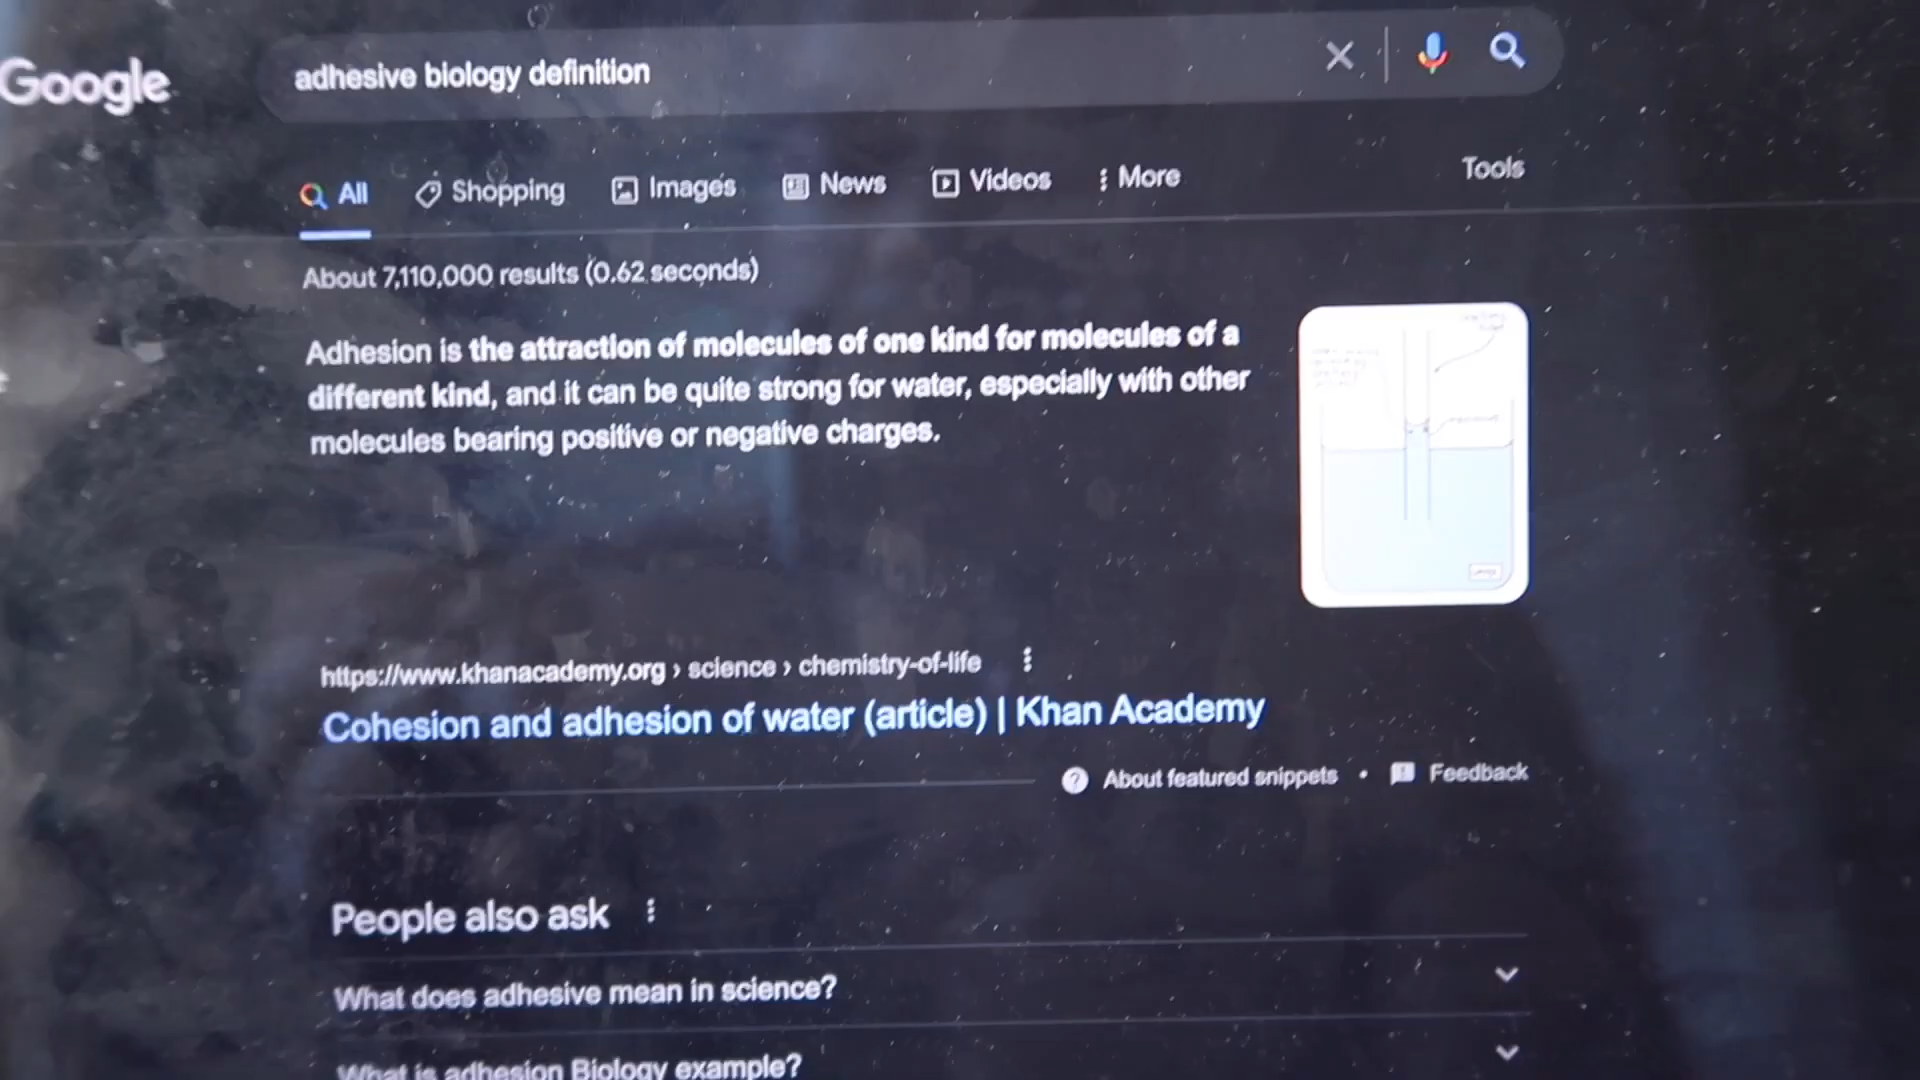 Google
adhesive biology definition
All Shopping Images News Videos More Tools
About 7,110,000 results (0.62 seconds)
Adhesion is the attraction of molecules of one kind for molecules of a
different kind, and it can be quite strong for water, especially with other
molecules bearing positive or negative charges.
https://www.khanacademy.org › science › chemistry-of-life
Cohesion and adhesion of water (article) | Khan Academy
About featured snippets • Feedback
People also ask
What does adhesive mean in science?
What is adhesion Biology example?